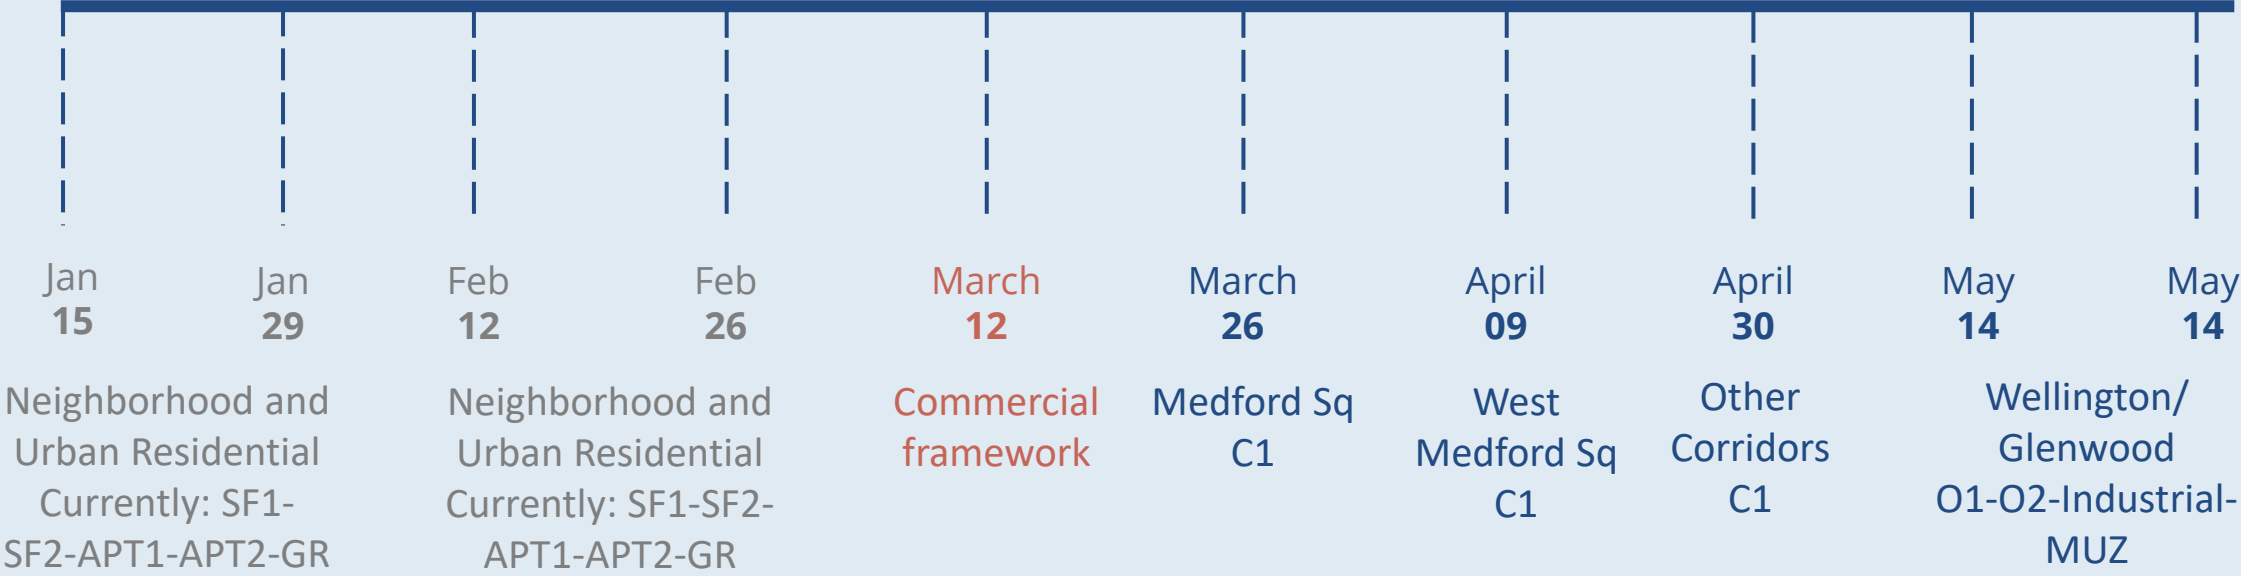 Jan
15
Jan
29
Feb
12
Feb
26
March
12
March
26
April
09
April
30
May
14
May
14
Neighborhood and
Urban Residential
Currently: SF1-
SF2-APT1-APT2-GR
Neighborhood and
Urban Residential
Currently: SF1-SF2-
APT1-APT2-GR
Commercial
framework
Medford Sq
C1
West
Medford Sq
C1
Other
Corridors
C1
Wellington/
Glenwood
O1-O2-Industrial-
MUZ